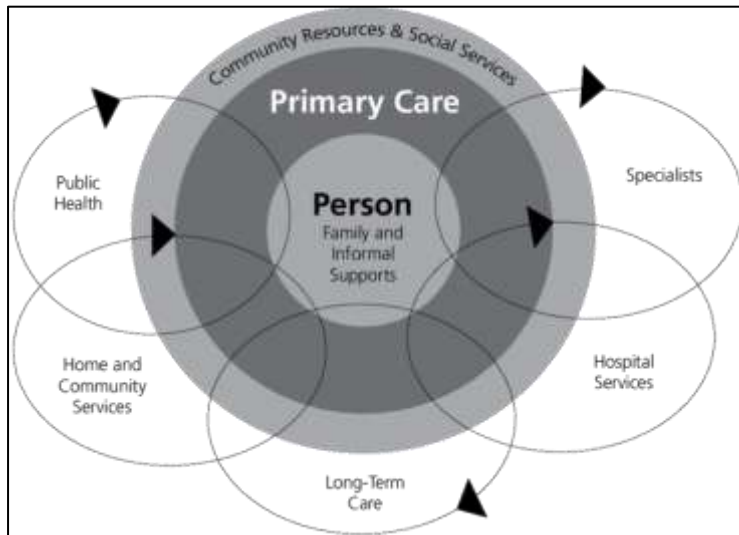 Community Resources & Social Services
Primary Care
Person
Family and
Informal
Supports
Public
Health
Specialists
Home and
Community
Services
Hospital
Services
Long-Term
Care